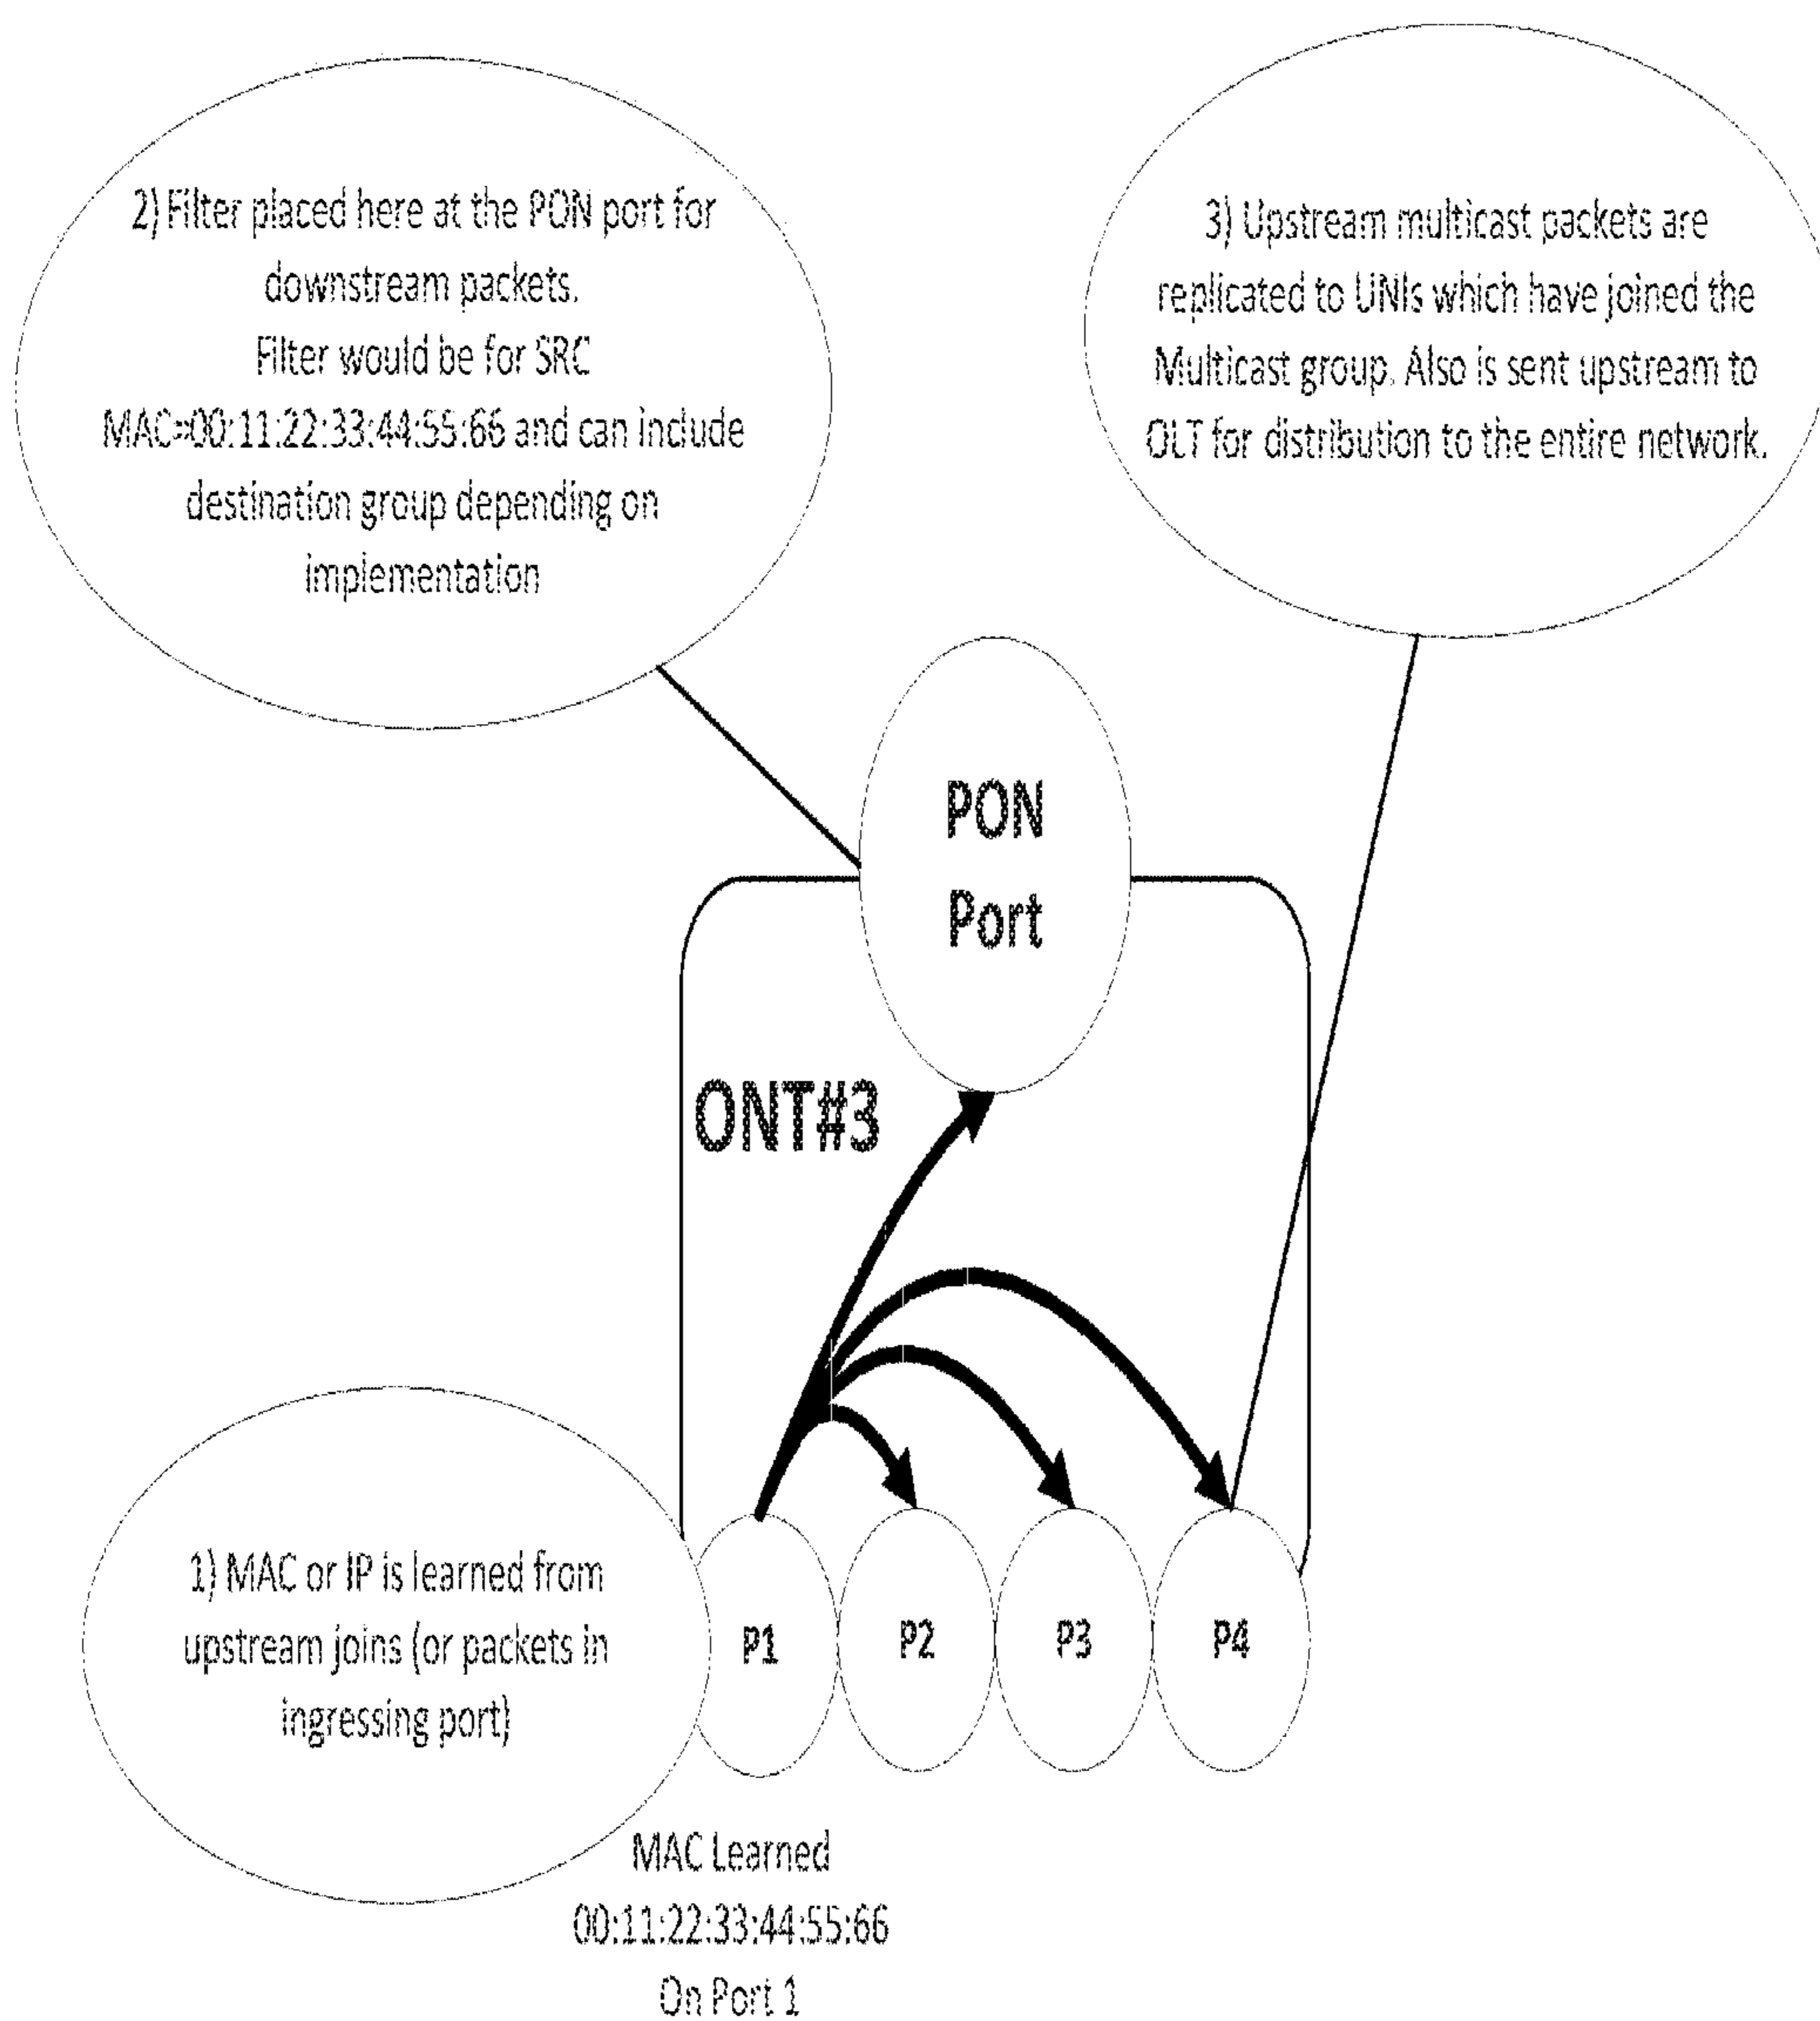 2) Filter placed here at the PON port for
downstream packets.
Filter would be for SRC
MAC=00:11:22:33:44:55:66 and can include
destination group depending on
implementation
3) Upstream multicast packets are
replicated to UNIs which have joined the
Multicast group. Also is sent upstream to
OLT for distribution to the entire network.
PON
Port
ONT#3
1) MAC or IP is learned from
upstream joins (or packets in
ingressing port)
P1
P2
P3
P4
MAC Learned
00:11:22:33:44:55:66
On Port 1